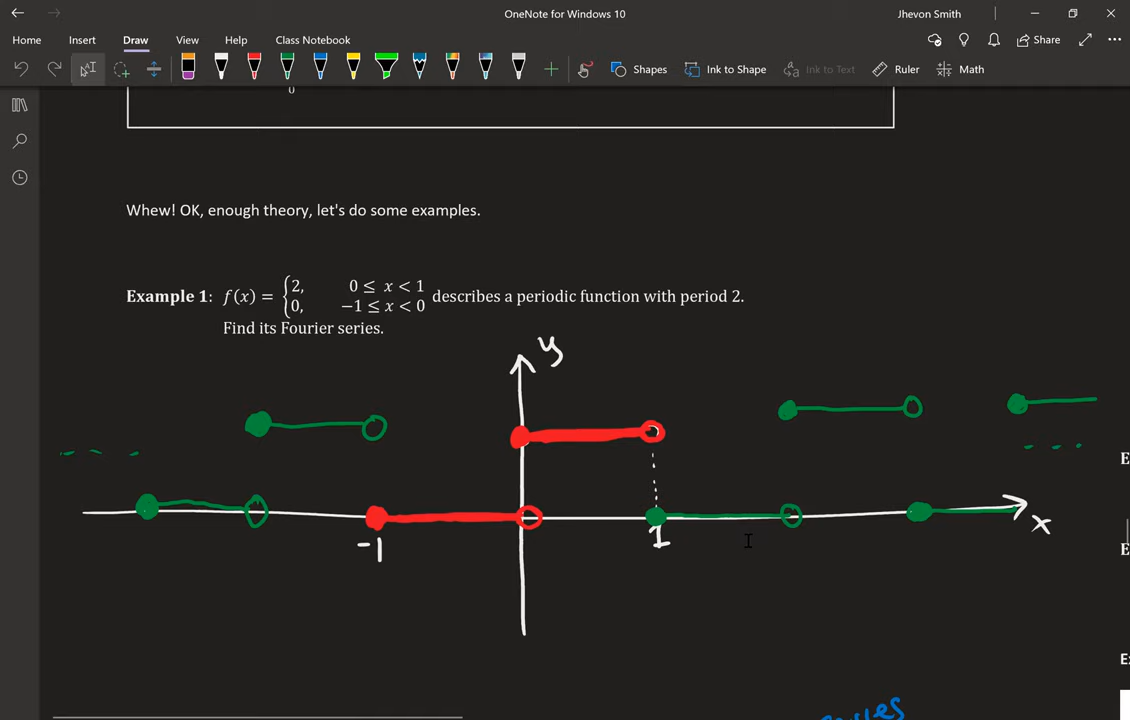 OneNote for Windows 10
Jhevon Smith
Home Insert Draw View Help Class Notebook
Share
Shapes Ink to Shape Ink to Text Ruler Math
0
Whew! OK, enough theory, let's do some examples.
Example 1: f(x) = {2, 0 ≤ x < 1
0, −1 ≤ x < 0 describes a periodic function with period 2.
Find its Fourier series.
y
x
-1
1